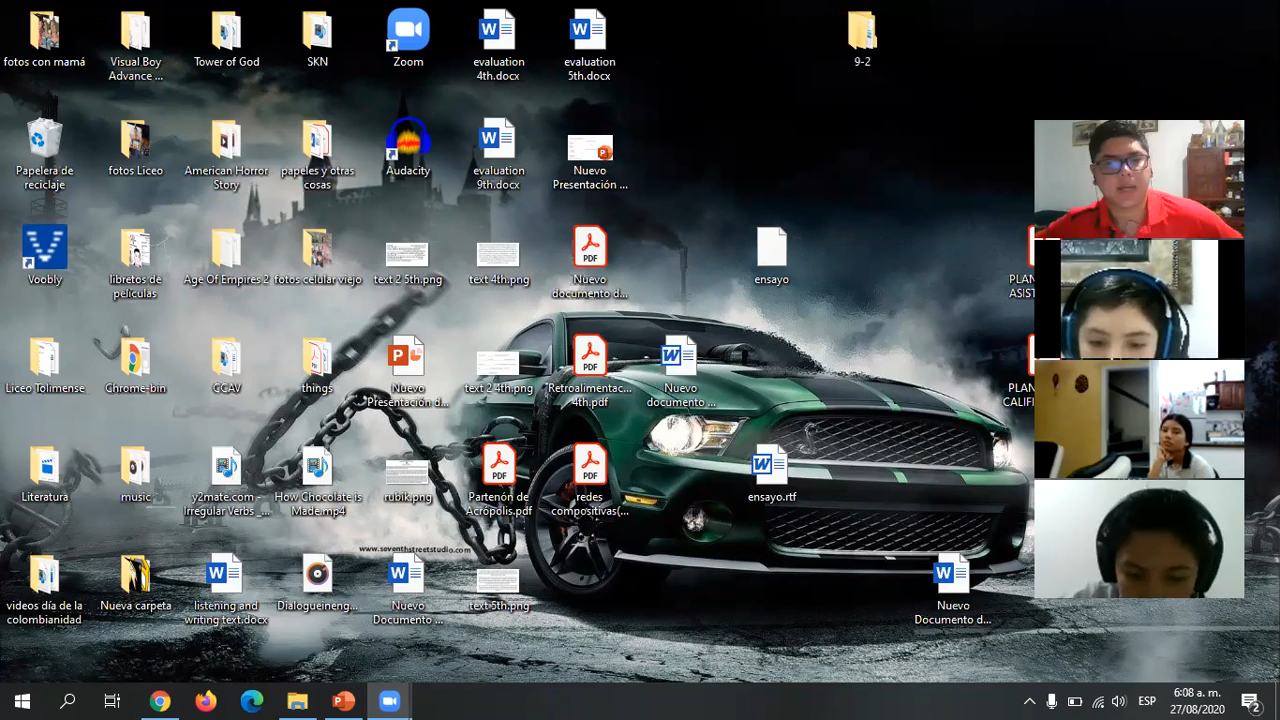 fotos con mamá
Visual Boy
Advance ...
Tower of God
SKN
Zoom
evaluation
4th.docx
evaluation
5th.docx
9-2
Papelera de
reciclaje
fotos Liceo
American Horror
Story
papeles y otras
cosas
Audacity
evaluation
9th.docx
Nuevo
Presentación ...
Voobly
libretos de
películas
Age Of Empires 2
fotos celular viejo
text 2 5th.png
text 4th.png
Nuevo
documento d...
ensayo
PLAN
ASIST
Liceo Tolimense
Chrome-bin
CCAV
things
Nuevo
Presentación d...
text 2 4th.png
Retroalimentac...
4th.pdf
Nuevo
documento ...
PLAN
CALIFI
Literatura
music
y2mate.com -
Irregular Verbs _...
How Chocolate is
Made.mp4
rubik.png
Partenón de
Acrópolis.pdf
redes
compositivas(...
ensayo.rtf
www.seventhstreetstudio.com
videos día de la
colombianidad
Nueva carpeta
listening and
writing text.docx
Dialogueineng...
Nuevo
Documento ...
text 5th.png
Nuevo
Documento d...
ESP
6:08 a. m.
27/08/2020
2